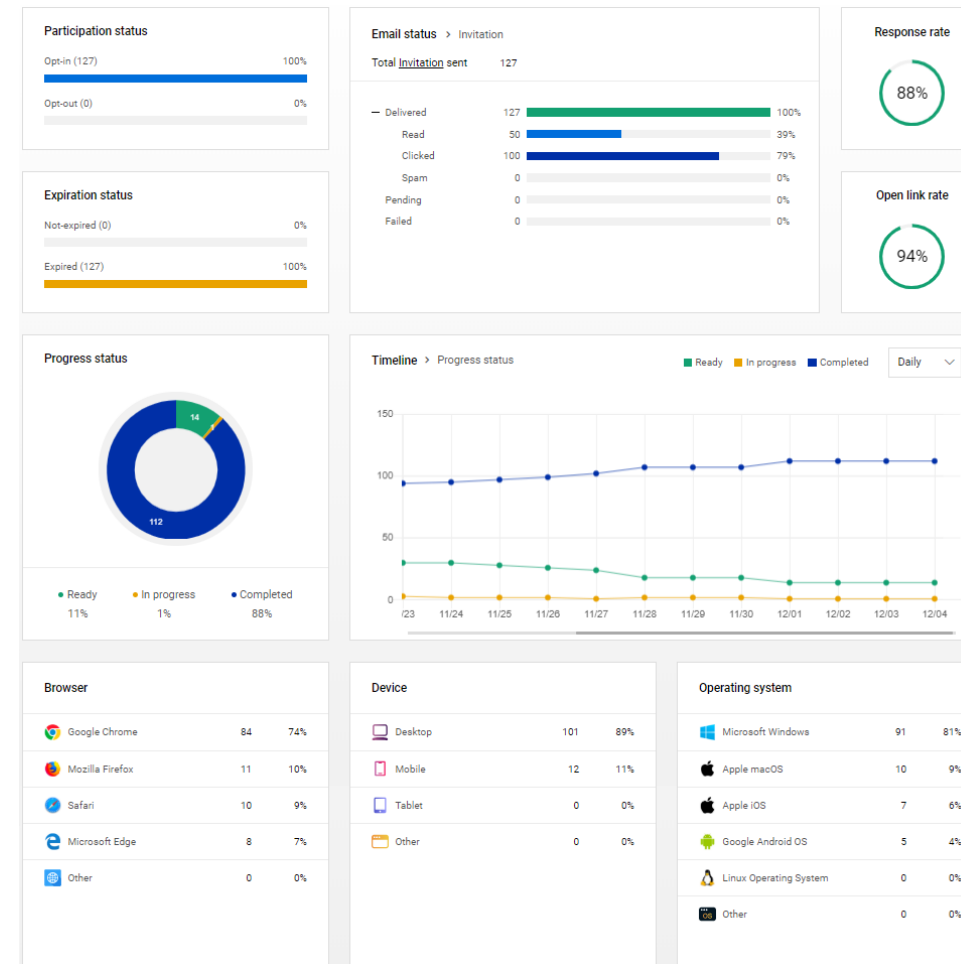 Participation status
Opt-in (127) 100%
Opt-out (0) 0%
Email status > Invitation
Total Invitation sent 127
Delivered 127 100%
Read 50 39%
Clicked 100 79%
Spam 0 0%
Pending 0 0%
Failed 0 0%
Response rate
88%
Expiration status
Not-expired (0) 0%
Expired (127) 100%
Open link rate
94%
Progress status
14
112
Ready In progress Completed
11% 1% 88%
Timeline > Progress status
Ready In progress Completed
Daily
150
100
50
0
/23 11/24 11/25 11/26 11/27 11/28 11/29 11/30 12/01 12/02 12/03 12/04
Browser
Google Chrome 84 74%
Mozilla Firefox 11 10%
Safari 10 9%
Microsoft Edge 8 7%
Other 0 0%
Device
Desktop 101 89%
Mobile 12 11%
Tablet 0 0%
Other 0 0%
Operating system
Microsoft Windows 91 81%
Apple macOS 10 9%
Apple iOS 7 6%
Google Android OS 5 4%
Linux Operating System 0 0%
OS Other 0 0%